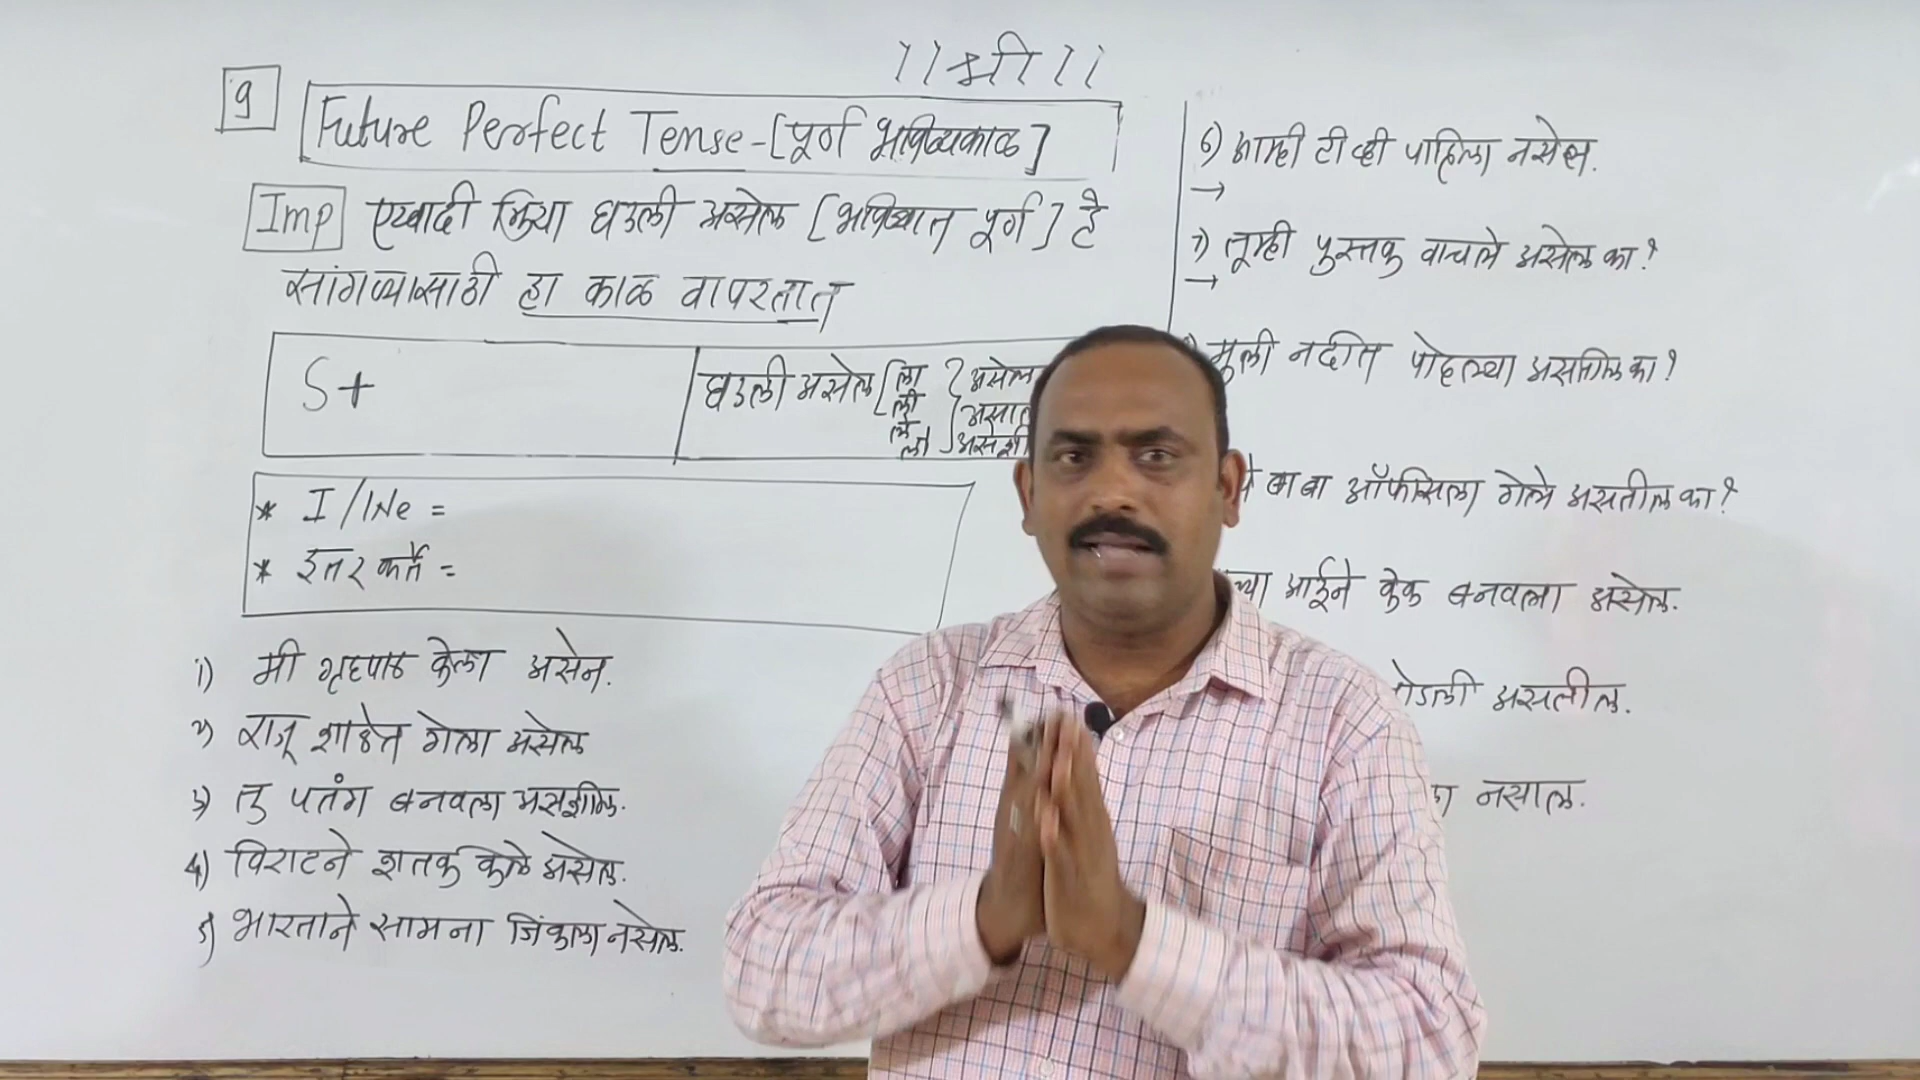 ।।श्री।।
9
Future Perfect Tense-[पूर्ण भविष्यकाळ]
Imp एखादी क्रिया घडली असेल [भविष्यात पूर्ण] हे
सांगण्यासाठी हा काळ वापरतात
S+
घडली असेल [ला ली ले लो } असेल
* I/We =
* इतर कर्ते =
1) मी गृहपाठ केला असेन.
2) राजू शाळेत गेला असेल
3) तु पतंग बनवला असशील.
4) विराटने शतक केले असेल.
5) भारताने सामना जिंकला नसेल.
6) आम्ही टी व्ही पाहिला नसेल.
→
7) तूम्ही पुस्तक वाचले असेल का?
→
मुली नदीत पोहल्या असतील का?
बाबा ऑफीसला गेले असतील का?
आईने केक बनवला असेल.
असतील.
नसाल.